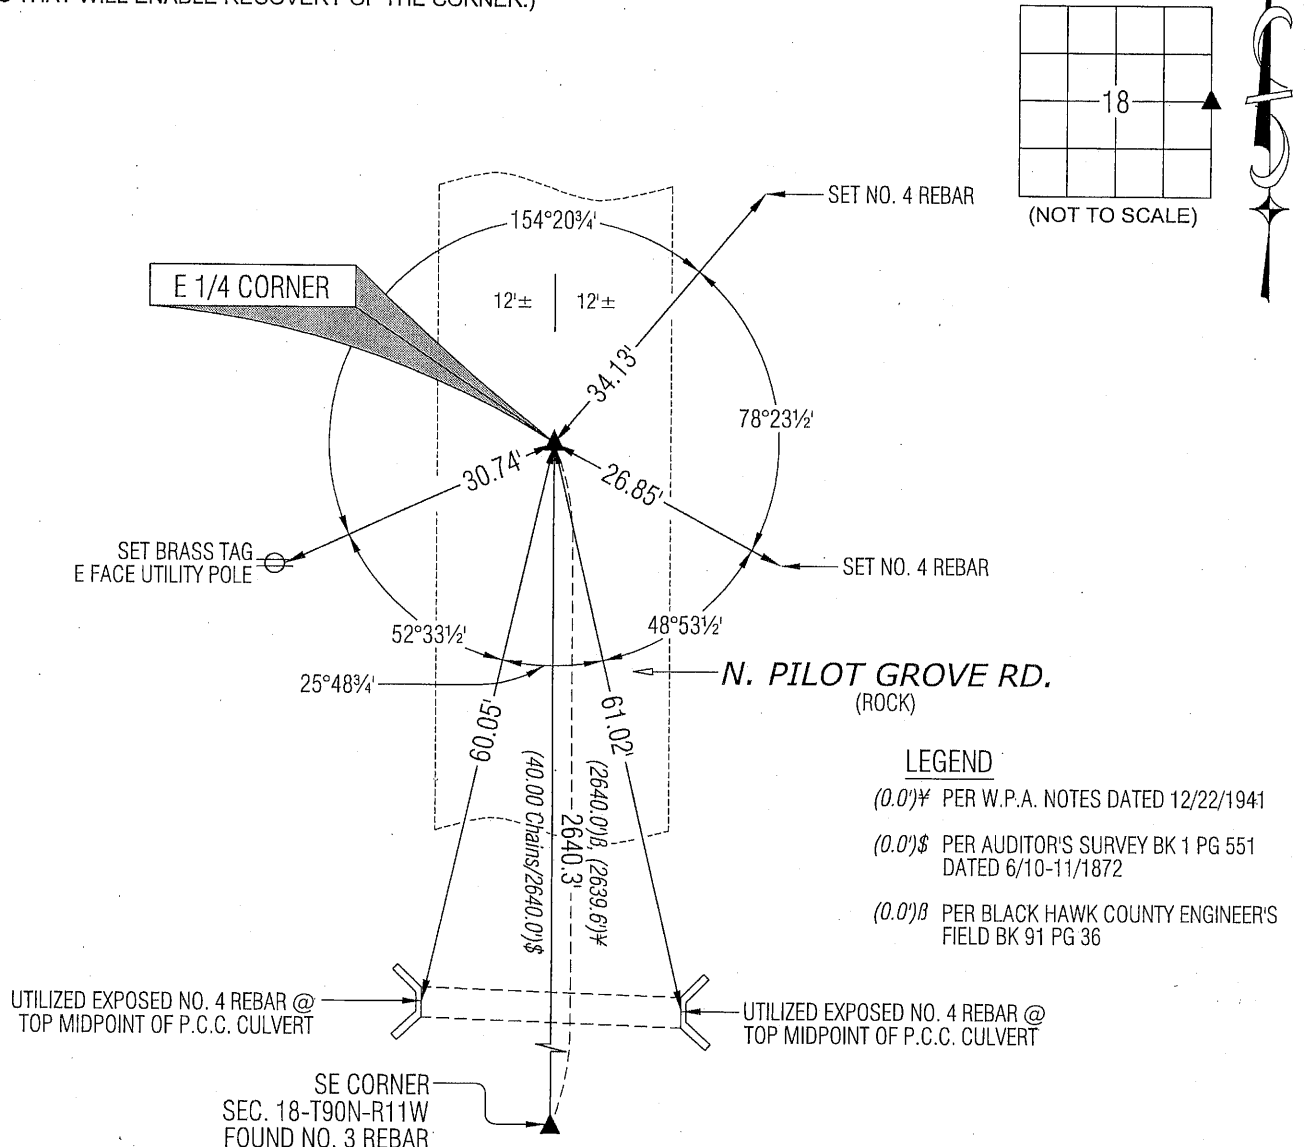 S THAT WILL ENABLE RECOVERY OF THE CORNER.)
18
(NOT TO SCALE)
SET NO. 4 REBAR
154°20¾'
E 1/4 CORNER
12'± 12'±
34.13'
78°23½'
30.74'
26.85'
SET BRASS TAG
E FACE UTILITY POLE
SET NO. 4 REBAR
52°33½'
48°53½'
25°48¾'
N. PILOT GROVE RD.
(ROCK)
60.05'
61.02'
(40.00 Chains/2640.0')$
2640.3'
(2640.0')ß, (2639.6')¥
LEGEND
(0.0')¥ PER W.P.A. NOTES DATED 12/22/1941
(0.0')$ PER AUDITOR'S SURVEY BK 1 PG 551
DATED 6/10-11/1872
(0.0')ß PER BLACK HAWK COUNTY ENGINEER'S
FIELD BK 91 PG 36
UTILIZED EXPOSED NO. 4 REBAR @
TOP MIDPOINT OF P.C.C. CULVERT
UTILIZED EXPOSED NO. 4 REBAR @
TOP MIDPOINT OF P.C.C. CULVERT
SE CORNER
SEC. 18-T90N-R11W
FOUND NO. 3 REBAR